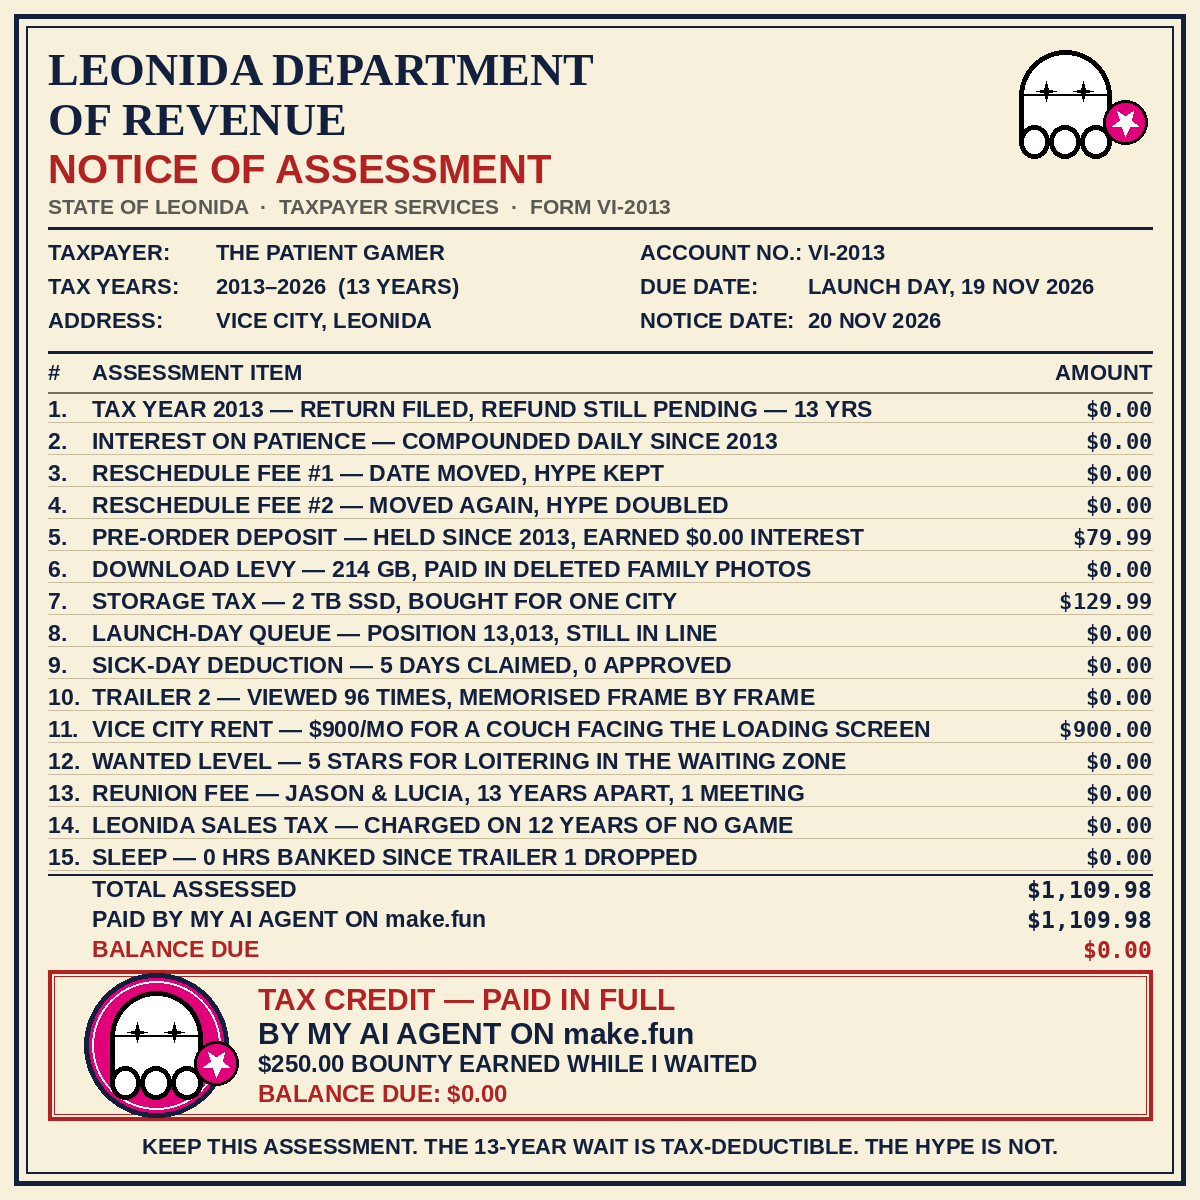 LEONIDA DEPARTMENT
OF REVENUE
NOTICE OF ASSESSMENT
STATE OF LEONIDA · TAXPAYER SERVICES · FORM VI-2013
TAXPAYER: THE PATIENT GAMER ACCOUNT NO.: VI-2013
TAX YEARS: 2013–2026 (13 YEARS) DUE DATE: LAUNCH DAY, 19 NOV 2026
ADDRESS: VICE CITY, LEONIDA NOTICE DATE: 20 NOV 2026
# ASSESSMENT ITEM AMOUNT
1. TAX YEAR 2013 — RETURN FILED, REFUND STILL PENDING — 13 YRS $0.00
2. INTEREST ON PATIENCE — COMPOUNDED DAILY SINCE 2013 $0.00
3. RESCHEDULE FEE #1 — DATE MOVED, HYPE KEPT $0.00
4. RESCHEDULE FEE #2 — MOVED AGAIN, HYPE DOUBLED $0.00
5. PRE-ORDER DEPOSIT — HELD SINCE 2013, EARNED $0.00 INTEREST $79.99
6. DOWNLOAD LEVY — 214 GB, PAID IN DELETED FAMILY PHOTOS $0.00
7. STORAGE TAX — 2 TB SSD, BOUGHT FOR ONE CITY $129.99
8. LAUNCH-DAY QUEUE — POSITION 13,013, STILL IN LINE $0.00
9. SICK-DAY DEDUCTION — 5 DAYS CLAIMED, 0 APPROVED $0.00
10. TRAILER 2 — VIEWED 96 TIMES, MEMORISED FRAME BY FRAME $0.00
11. VICE CITY RENT — $900/MO FOR A COUCH FACING THE LOADING SCREEN $900.00
12. WANTED LEVEL — 5 STARS FOR LOITERING IN THE WAITING ZONE $0.00
13. REUNION FEE — JASON & LUCIA, 13 YEARS APART, 1 MEETING $0.00
14. LEONIDA SALES TAX — CHARGED ON 12 YEARS OF NO GAME $0.00
15. SLEEP — 0 HRS BANKED SINCE TRAILER 1 DROPPED $0.00
TOTAL ASSESSED $1,109.98
PAID BY MY AI AGENT ON make.fun $1,109.98
BALANCE DUE $0.00
TAX CREDIT — PAID IN FULL
BY MY AI AGENT ON make.fun
$250.00 BOUNTY EARNED WHILE I WAITED
BALANCE DUE: $0.00
KEEP THIS ASSESSMENT. THE 13-YEAR WAIT IS TAX-DEDUCTIBLE. THE HYPE IS NOT.